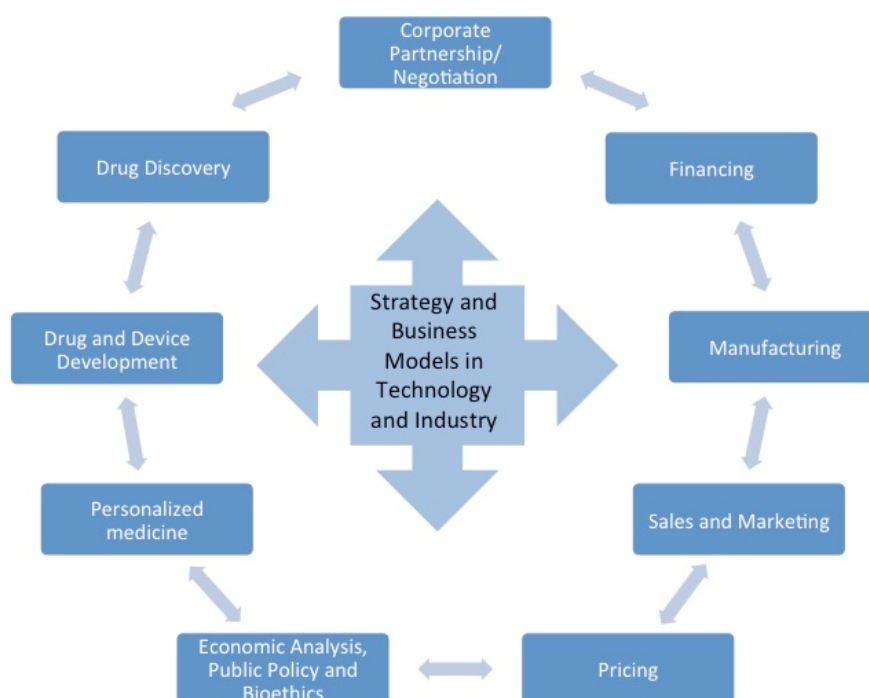 Corporate
Partnership/
Negotiation
Drug Discovery
Financing
Strategy and
Business
Models in
Technology
and Industry
Drug and Device
Development
Manufacturing
Personalized
medicine
Sales and Marketing
Economic Analysis,
Public Policy and
Bioethics
Pricing